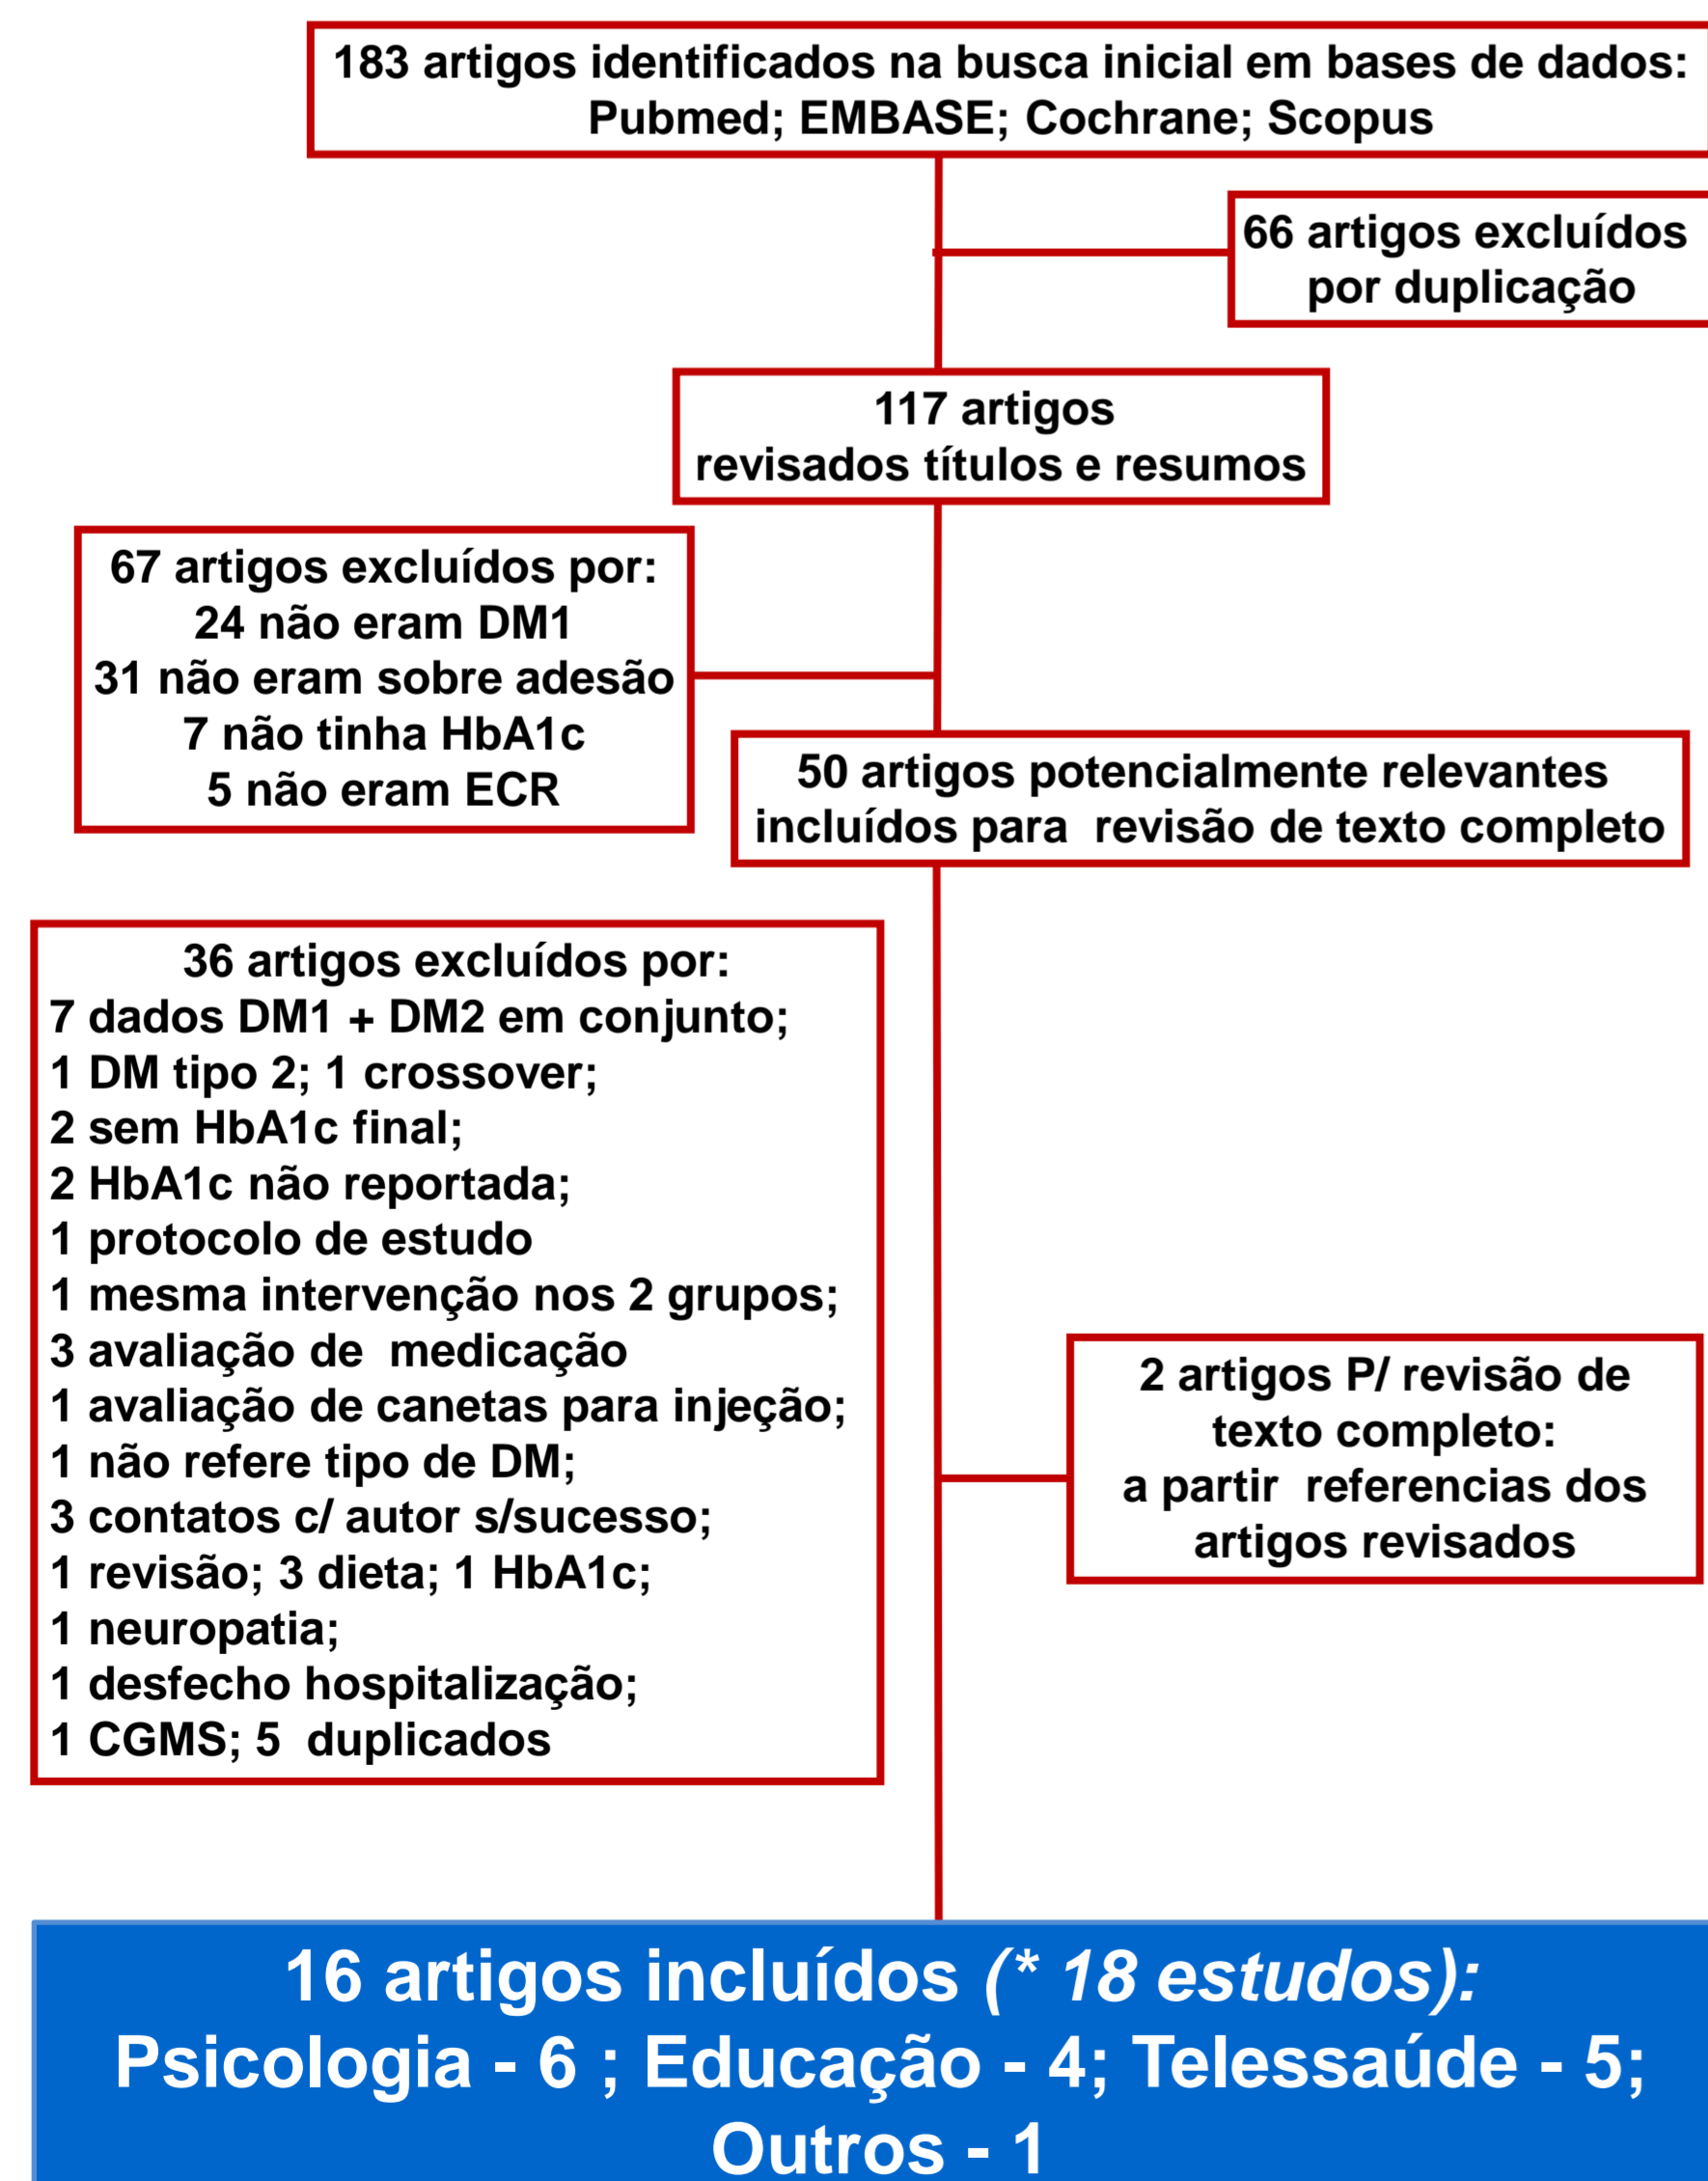 183 artigos identificados na busca inicial em bases de dados:
Pubmed; EMBASE; Cochrane; Scopus
66 artigos excluídos
por duplicação
117 artigos
revisados títulos e resumos
67 artigos excluídos por:
24 não eram DM1
31 não eram sobre adesão
7 não tinha HbA1c
5 não eram ECR
50 artigos potencialmente relevantes
incluídos para revisão de texto completo
36 artigos excluídos por:
7 dados DM1 + DM2 em conjunto;
1 DM tipo 2; 1 crossover;
2 sem HbA1c final;
2 HbA1c não reportada;
1 protocolo de estudo
1 mesma intervenção nos 2 grupos;
3 avaliação de medicação
1 avaliação de canetas para injeção;
1 não refere tipo de DM;
3 contatos c/ autor s/sucesso;
1 revisão; 3 dieta; 1 HbA1c;
1 neuropatia;
1 desfecho hospitalização;
1 CGMS; 5 duplicados
2 artigos P/ revisão de
texto completo:
a partir referencias dos
artigos revisados
16 artigos incluídos (* 18 estudos):
Psicologia - 6 ; Educação - 4; Telessaúde - 5;
Outros - 1